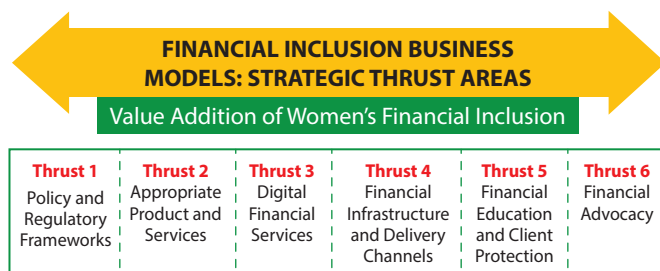 FINANCIAL INCLUSION BUSINESS
MODELS: STRATEGIC THRUST AREAS
Value Addition of Women's Financial Inclusion
Thrust 1
Policy and
Regulatory
Frameworks
Thrust 2
Appropriate
Product and
Services
Thrust 3
Digital
Financial
Services
Thrust 4
Financial
Infrastructure
and Delivery
Channels
Thrust 5
Financial
Education
and Client
Protection
Thrust 6
Financial
Advocacy